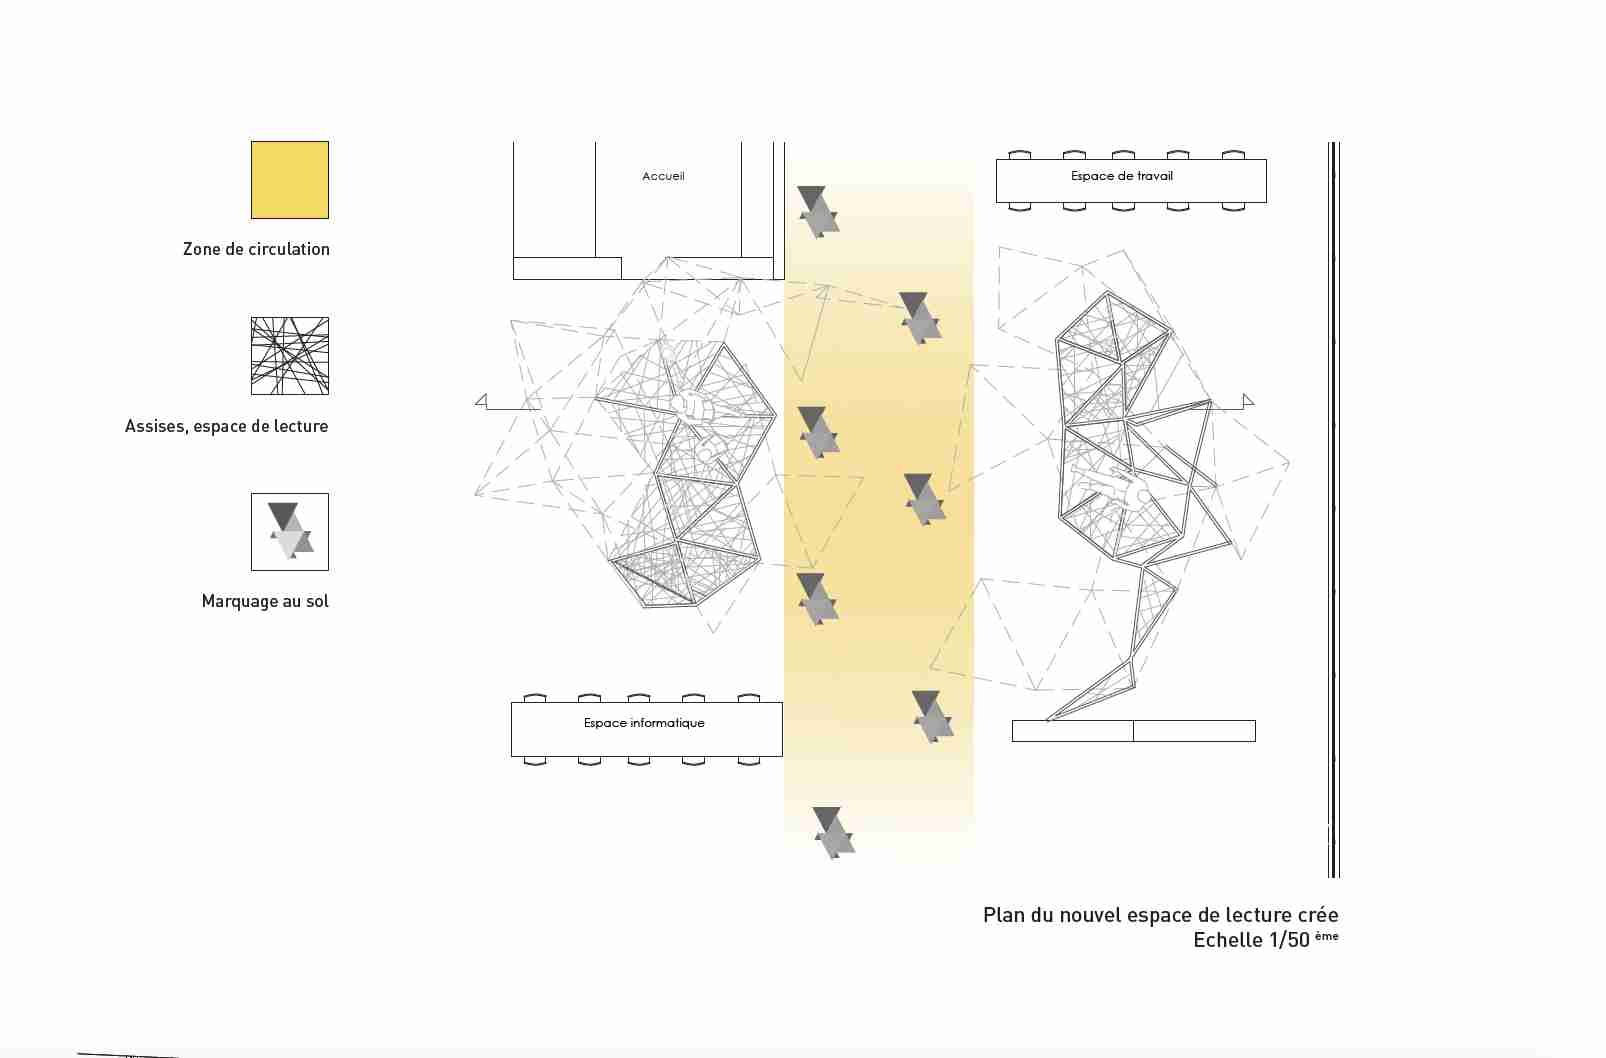 Accueil
Espace de travail
Zone de circulation
Assises, espace de lecture
Marquage au sol
Espace informatique
Plan du nouvel espace de lecture crée
Echelle 1/50 ème